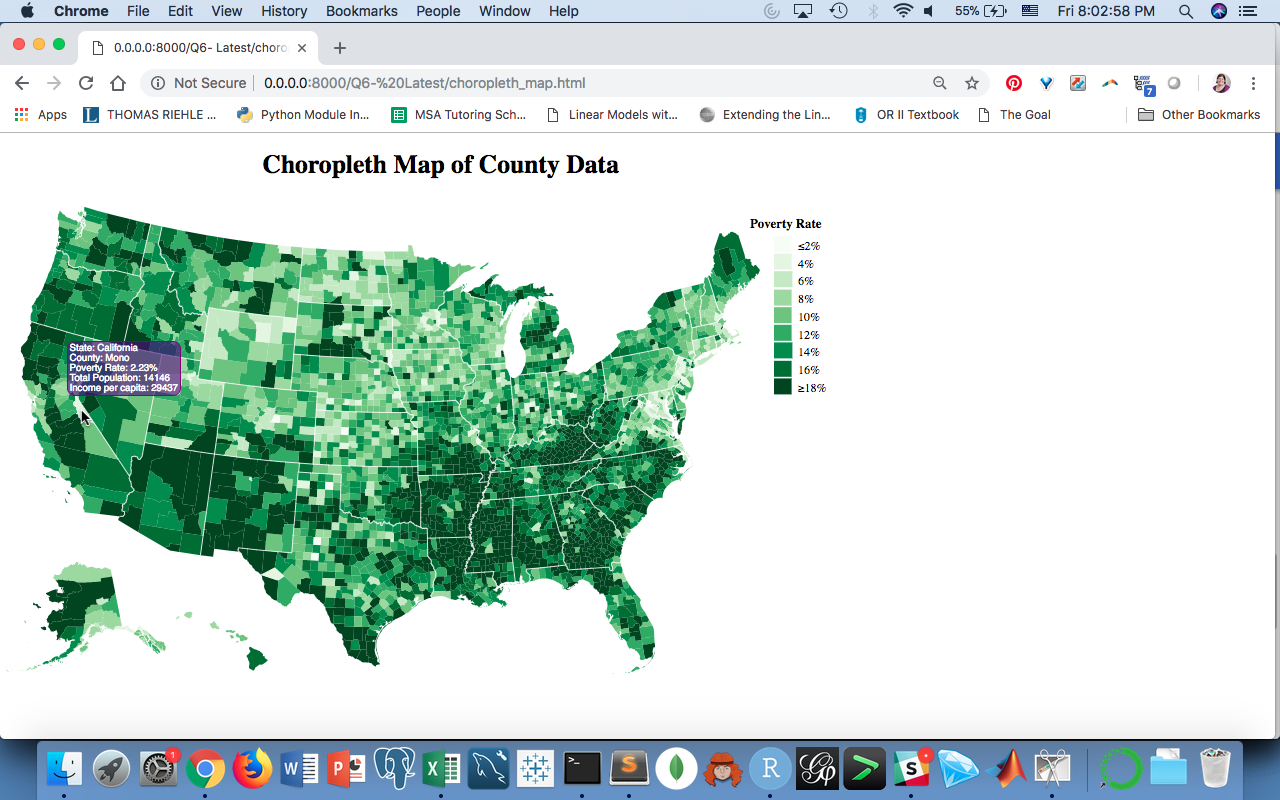 Chrome File Edit View History Bookmarks People Window Help 55% Fri 8:02:58 PM
0.0.0.0:8000/Q6- Latest/choro
Not Secure 0.0.0.0:8000/Q6-%20Latest/choropleth_map.html
7
Apps L THOMAS RIEHLE ... Python Module In... MSA Tutoring Sch... Linear Models wit... Extending the Lin... OR II Textbook The Goal Other Bookmarks
Choropleth Map of County Data
Poverty Rate
≤2%
4%
6%
8%
10%
12%
14%
16%
≥18%
State: California
County: Mono
Poverty Rate: 2.23%
Total Population: 14146
Income per capita: 29437
1 W P X >_ S R Gp S